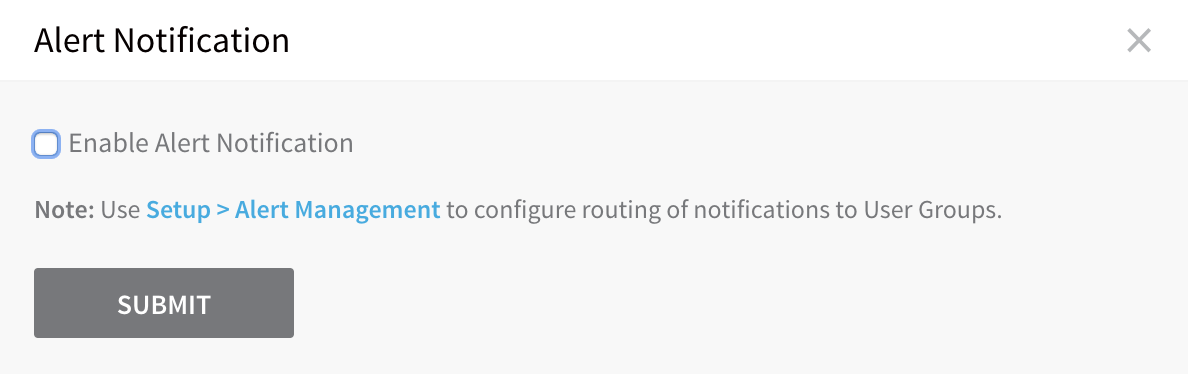 Alert Notification
Enable Alert Notification
Note: Use Setup > Alert Management to configure routing of notifications to User Groups.
SUBMIT